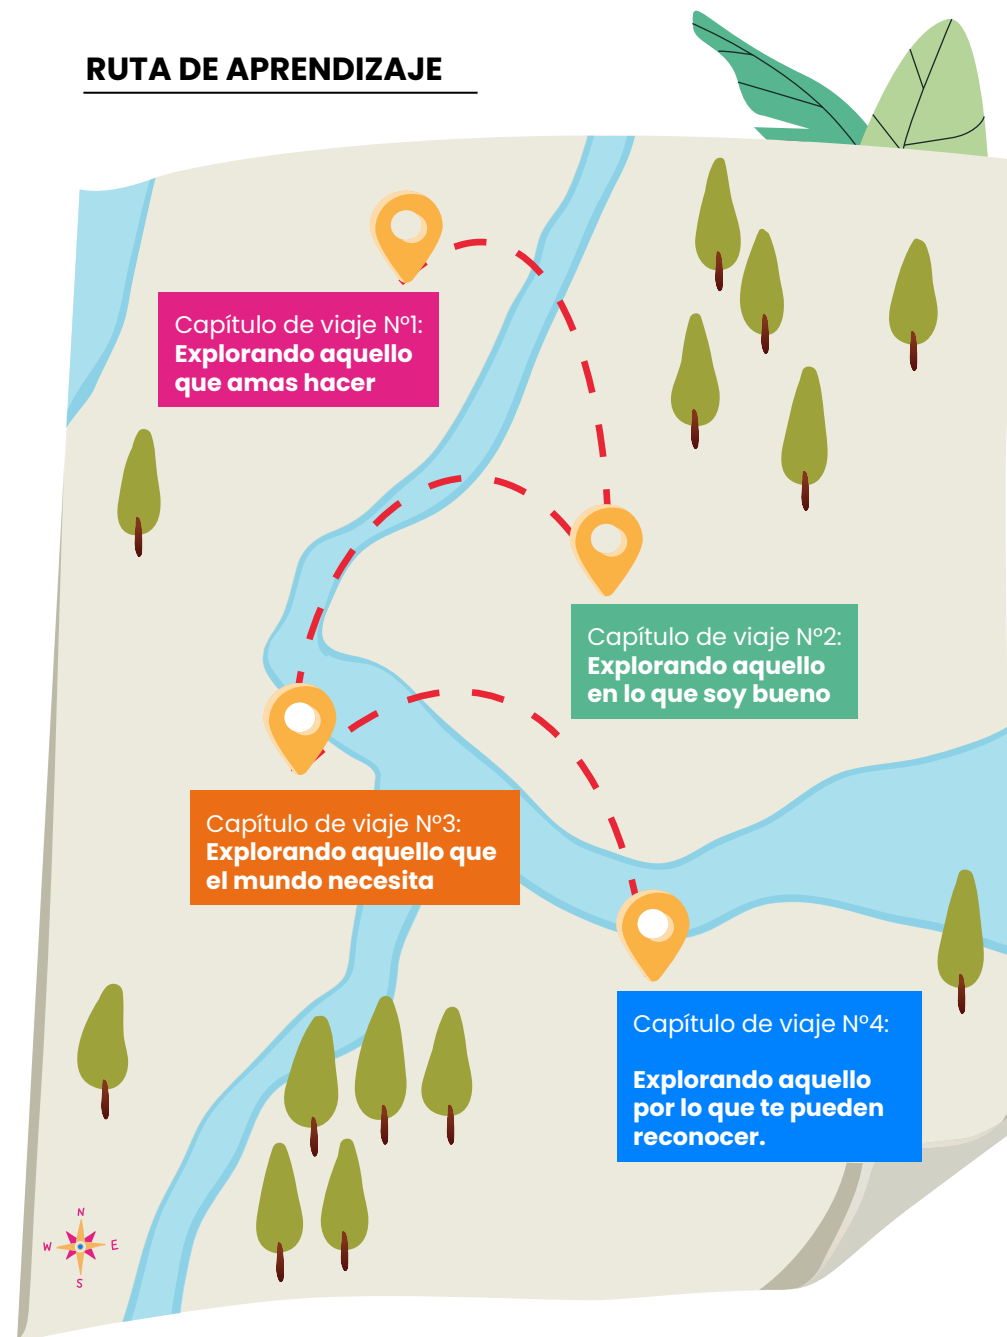 RUTA DE APRENDIZAJE
Capítulo de viaje Nº1:
Explorando aquello
que amas hacer
Capítulo de viaje Nº2:
Explorando aquello
en lo que soy bueno
Capítulo de viaje Nº3:
Explorando aquello que
el mundo necesita
Capítulo de viaje Nº4:
Explorando aquello
por lo que te pueden
reconocer.
N
W E
S